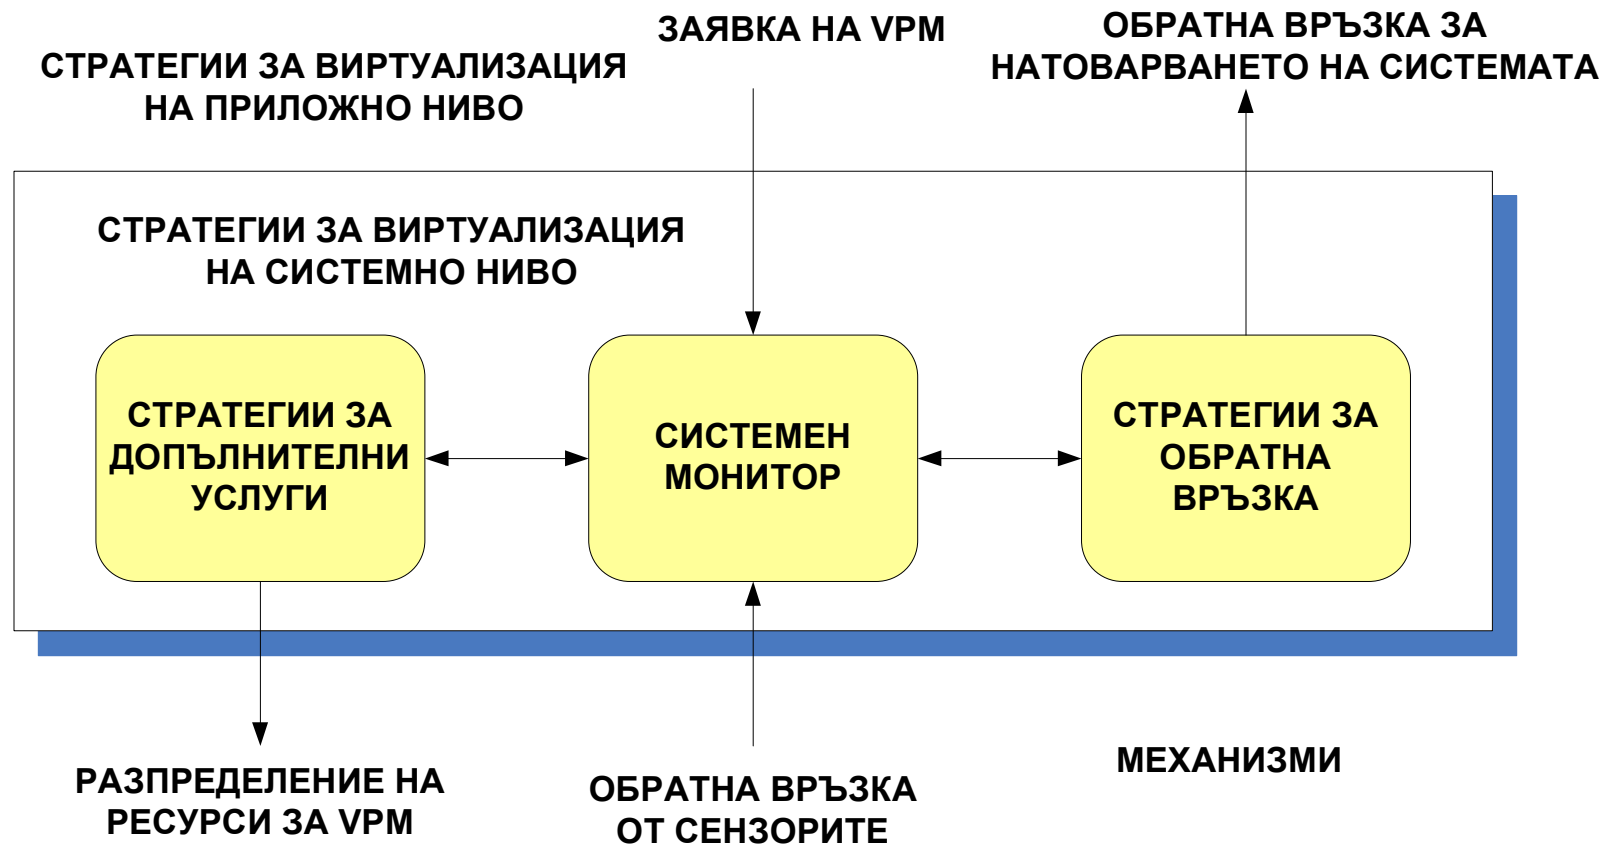 ЗАЯВКА НА VPM
ОБРАТНА ВРЪЗКА ЗА
НАТОВАРВАНЕТО НА СИСТЕМАТА
СТРАТЕГИИ ЗА ВИРТУАЛИЗАЦИЯ
НА ПРИЛОЖНО НИВО
СТРАТЕГИИ ЗА ВИРТУАЛИЗАЦИЯ
НА СИСТЕМНО НИВО
СТРАТЕГИИ ЗА
ДОПЪЛНИТЕЛНИ
УСЛУГИ
СИСТЕМЕН
МОНИТОР
СТРАТЕГИИ ЗА
ОБРАТНА
ВРЪЗКА
РАЗПРЕДЕЛЕНИЕ НА
РЕСУРСИ ЗА VPM
ОБРАТНА ВРЪЗКА
ОТ СЕНЗОРИТЕ
МЕХАНИЗМИ